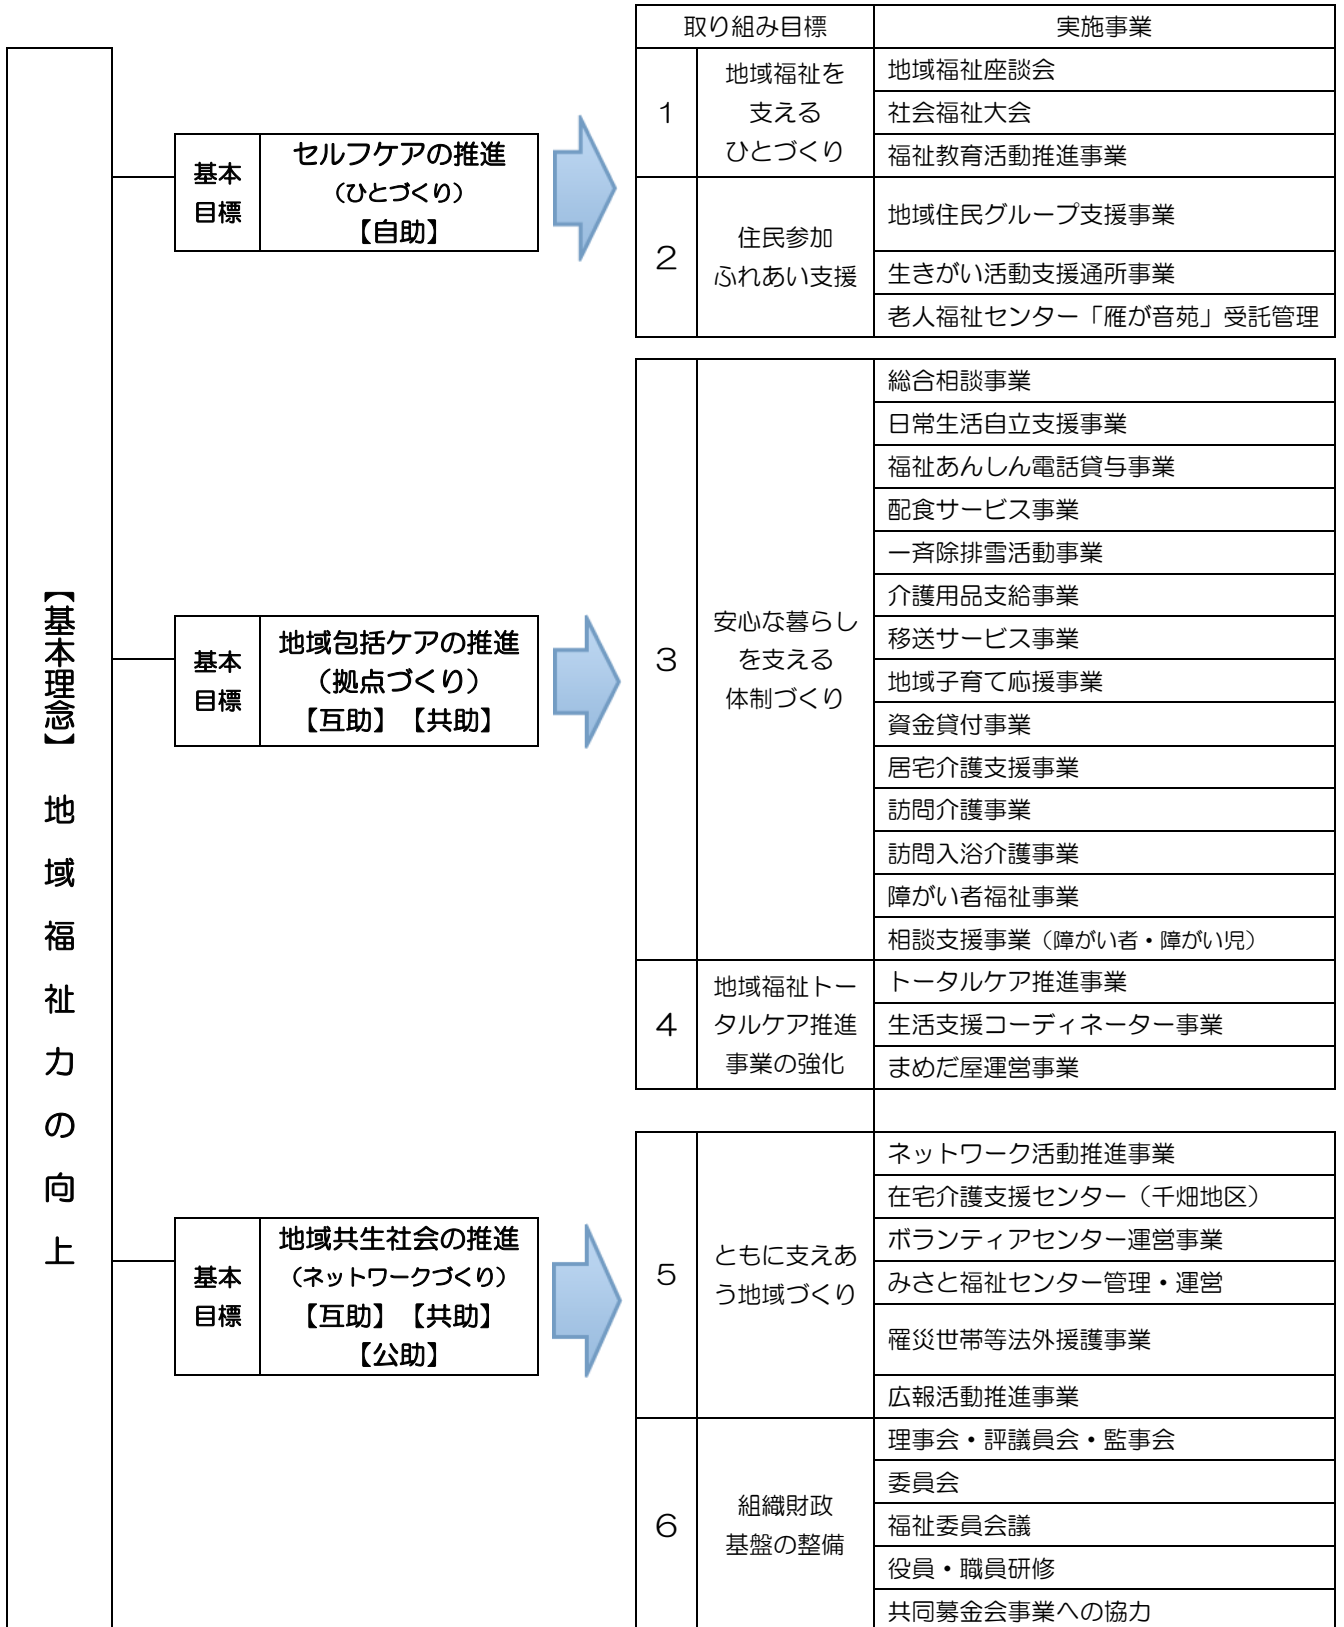 【基本理念】 地域福祉力の向上
基本
目標
セルフケアの推進
（ひとづくり）
【自助】
取り組み目標
実施事業
1
地域福祉を
支える
ひとづくり
地域福祉座談会
社会福祉大会
福祉教育活動推進事業
2
住民参加
ふれあい支援
地域住民グループ支援事業
生きがい活動支援通所事業
老人福祉センター「雁が音苑」受託管理
基本
目標
地域包括ケアの推進
（拠点づくり）
【互助】【共助】
3
安心な暮らし
を支える
体制づくり
総合相談事業
日常生活自立支援事業
福祉あんしん電話貸与事業
配食サービス事業
一斉除排雪活動事業
介護用品支給事業
移送サービス事業
地域子育て応援事業
資金貸付事業
居宅介護支援事業
訪問介護事業
訪問入浴介護事業
障がい者福祉事業
相談支援事業（障がい者・障がい児）
4
地域福祉トー
タルケア推進
事業の強化
トータルケア推進事業
生活支援コーディネーター事業
まめだ屋運営事業
基本
目標
地域共生社会の推進
（ネットワークづくり）
【互助】【共助】
【公助】
5
ともに支えあ
う地域づくり
ネットワーク活動推進事業
在宅介護支援センター（千畑地区）
ボランティアセンター運営事業
みさと福祉センター管理・運営
罹災世帯等法外援護事業
広報活動推進事業
6
組織財政
基盤の整備
理事会・評議員会・監事会
委員会
福祉委員会議
役員・職員研修
共同募金会事業への協力